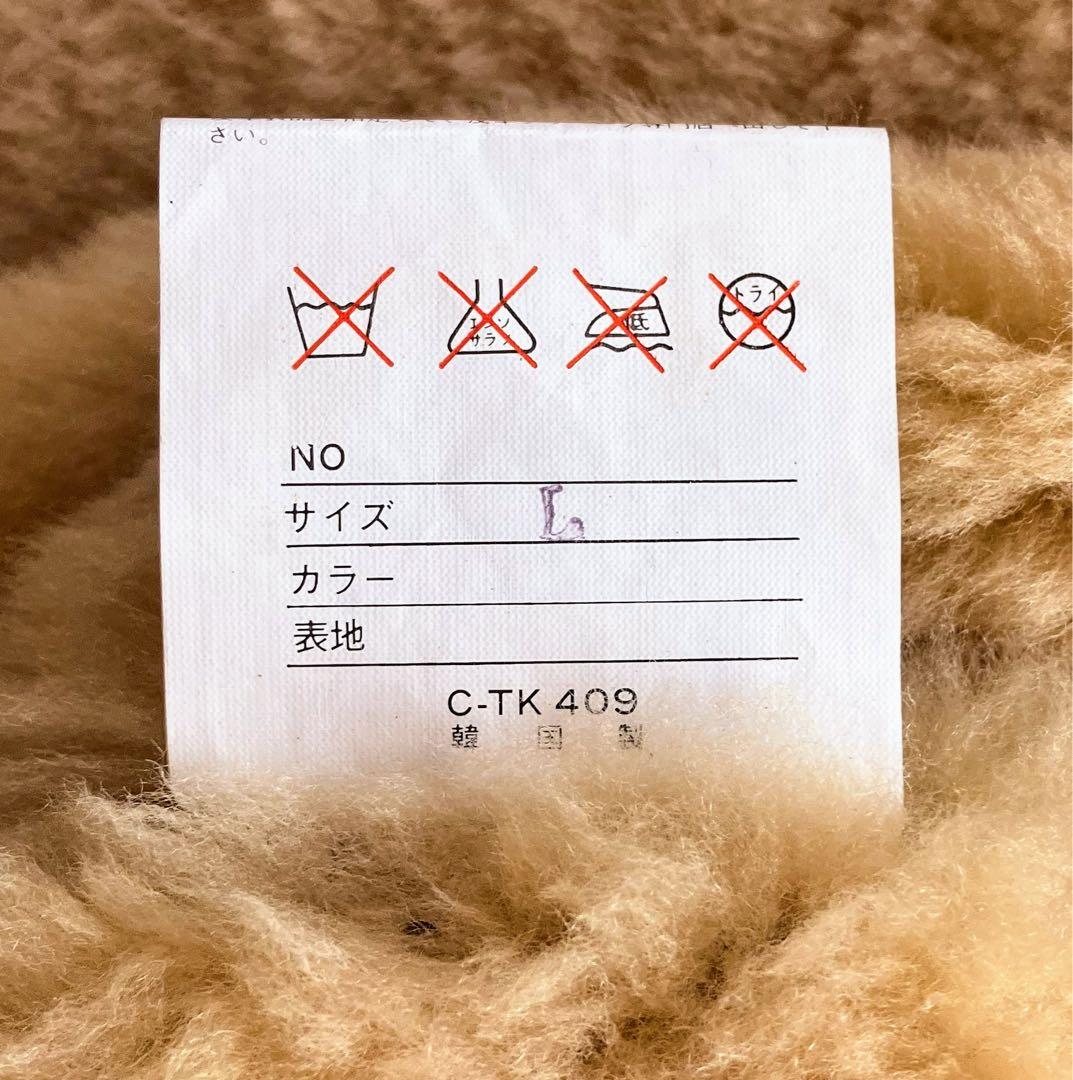 さい。
エンソ
サラシ
低
ドライ
NO
サイズ L
カラー
表地
C-TK 409
韓国製